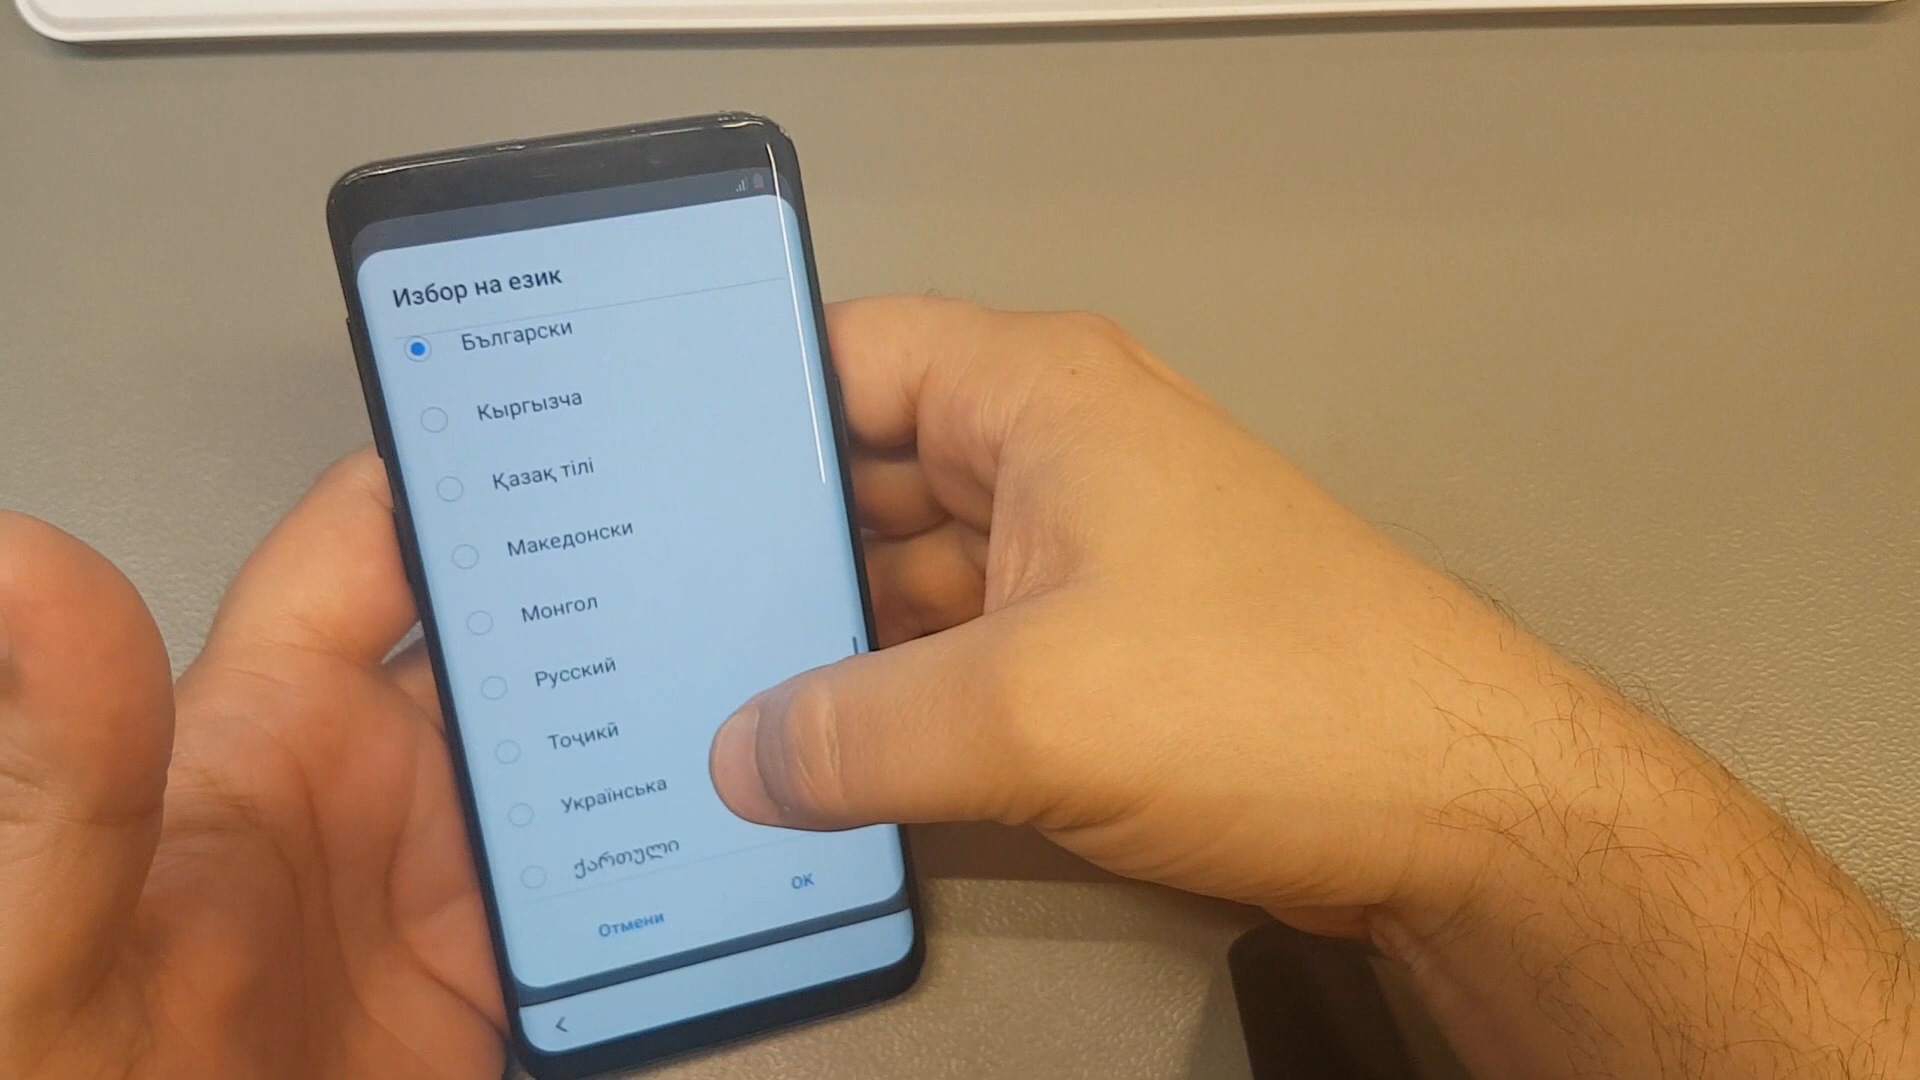 Избор на език
Български
Кыргызча
Қазақ тілі
Македонски
Монгол
Русский
Тоҷикӣ
Українська
ქართული
Отмени
OK